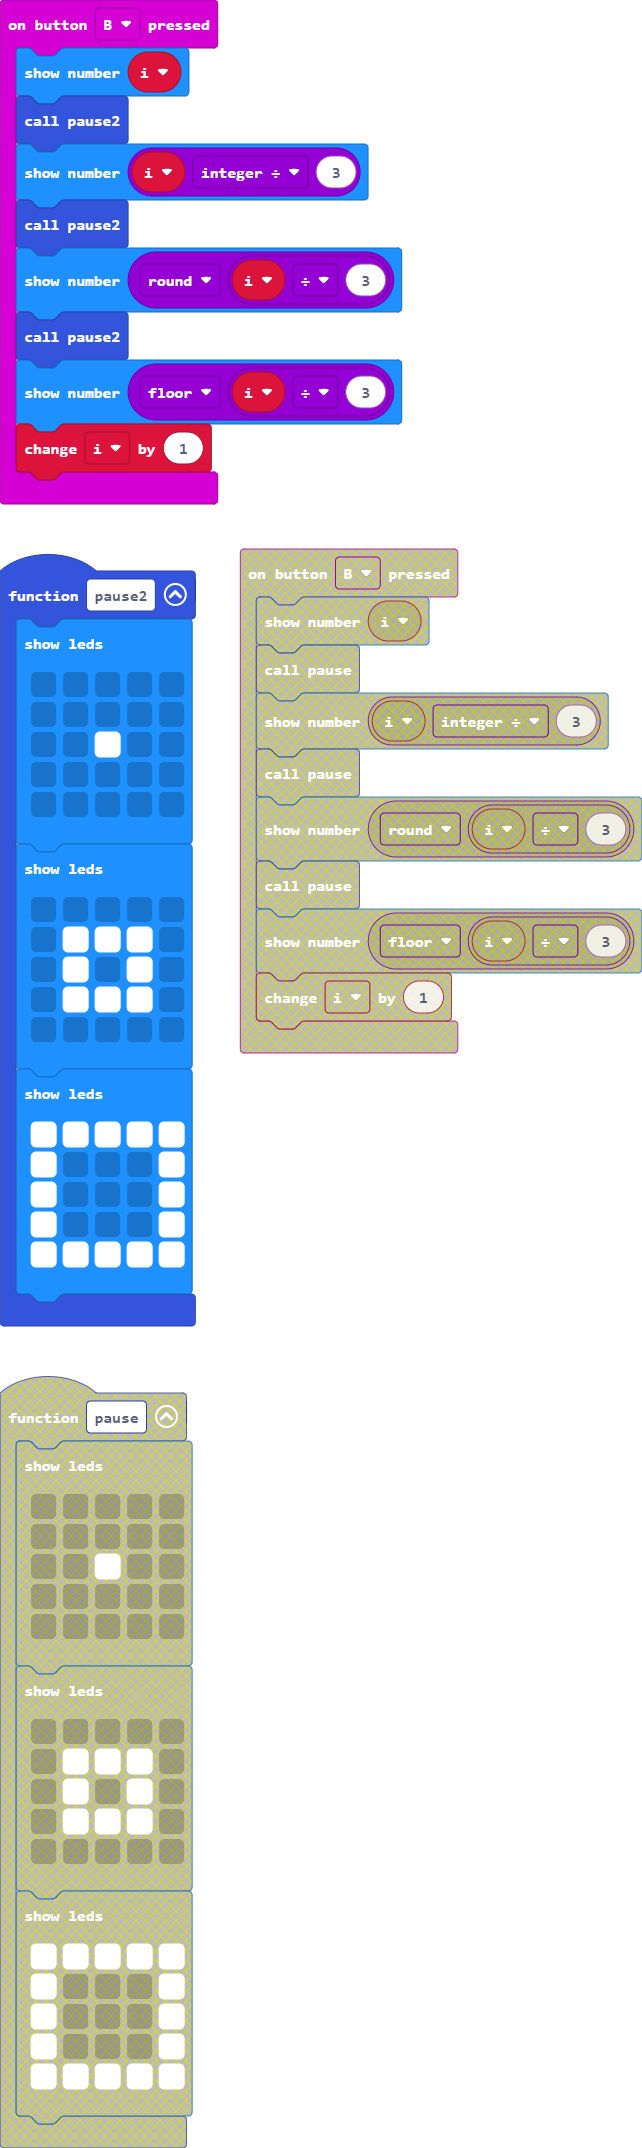 on button B pressed
show number i
call pause2
show number i integer ÷ 3
call pause2
show number round i ÷ 3
call pause2
show number floor i ÷ 3
change i by 1
function pause2
show leds
show leds
show leds
on button B pressed
show number i
call pause
show number i integer ÷ 3
call pause
show number round i ÷ 3
call pause
show number floor i ÷ 3
change i by 1
function pause
show leds
show leds
show leds